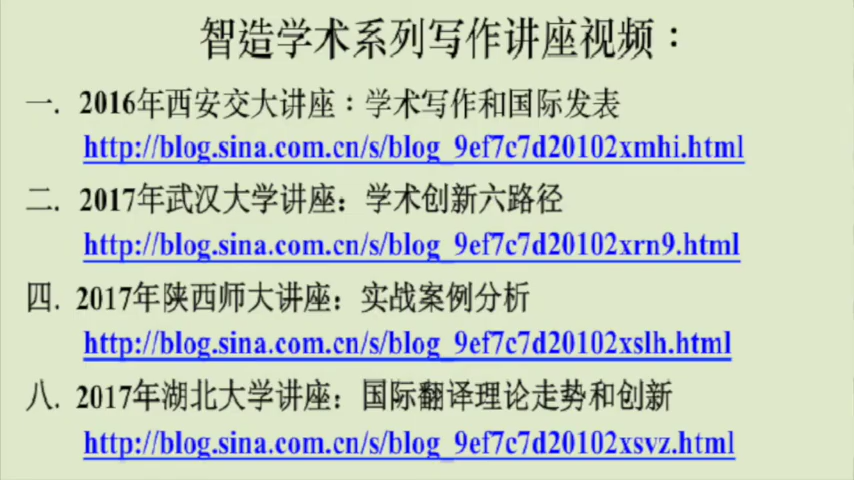 智造学术系列写作讲座视频：
一. 2016年西安交大讲座：学术写作和国际发表
http://blog.sina.com.cn/s/blog_9ef7c7d20102xmhi.html
二. 2017年武汉大学讲座：学术创新六路径
http://blog.sina.com.cn/s/blog_9ef7c7d20102xrn9.html
四. 2017年陕西师大讲座：实战案例分析
http://blog.sina.com.cn/s/blog_9ef7c7d20102xslh.html
八. 2017年湖北大学讲座：国际翻译理论走势和创新
http://blog.sina.com.cn/s/blog_9ef7c7d20102xsvz.html